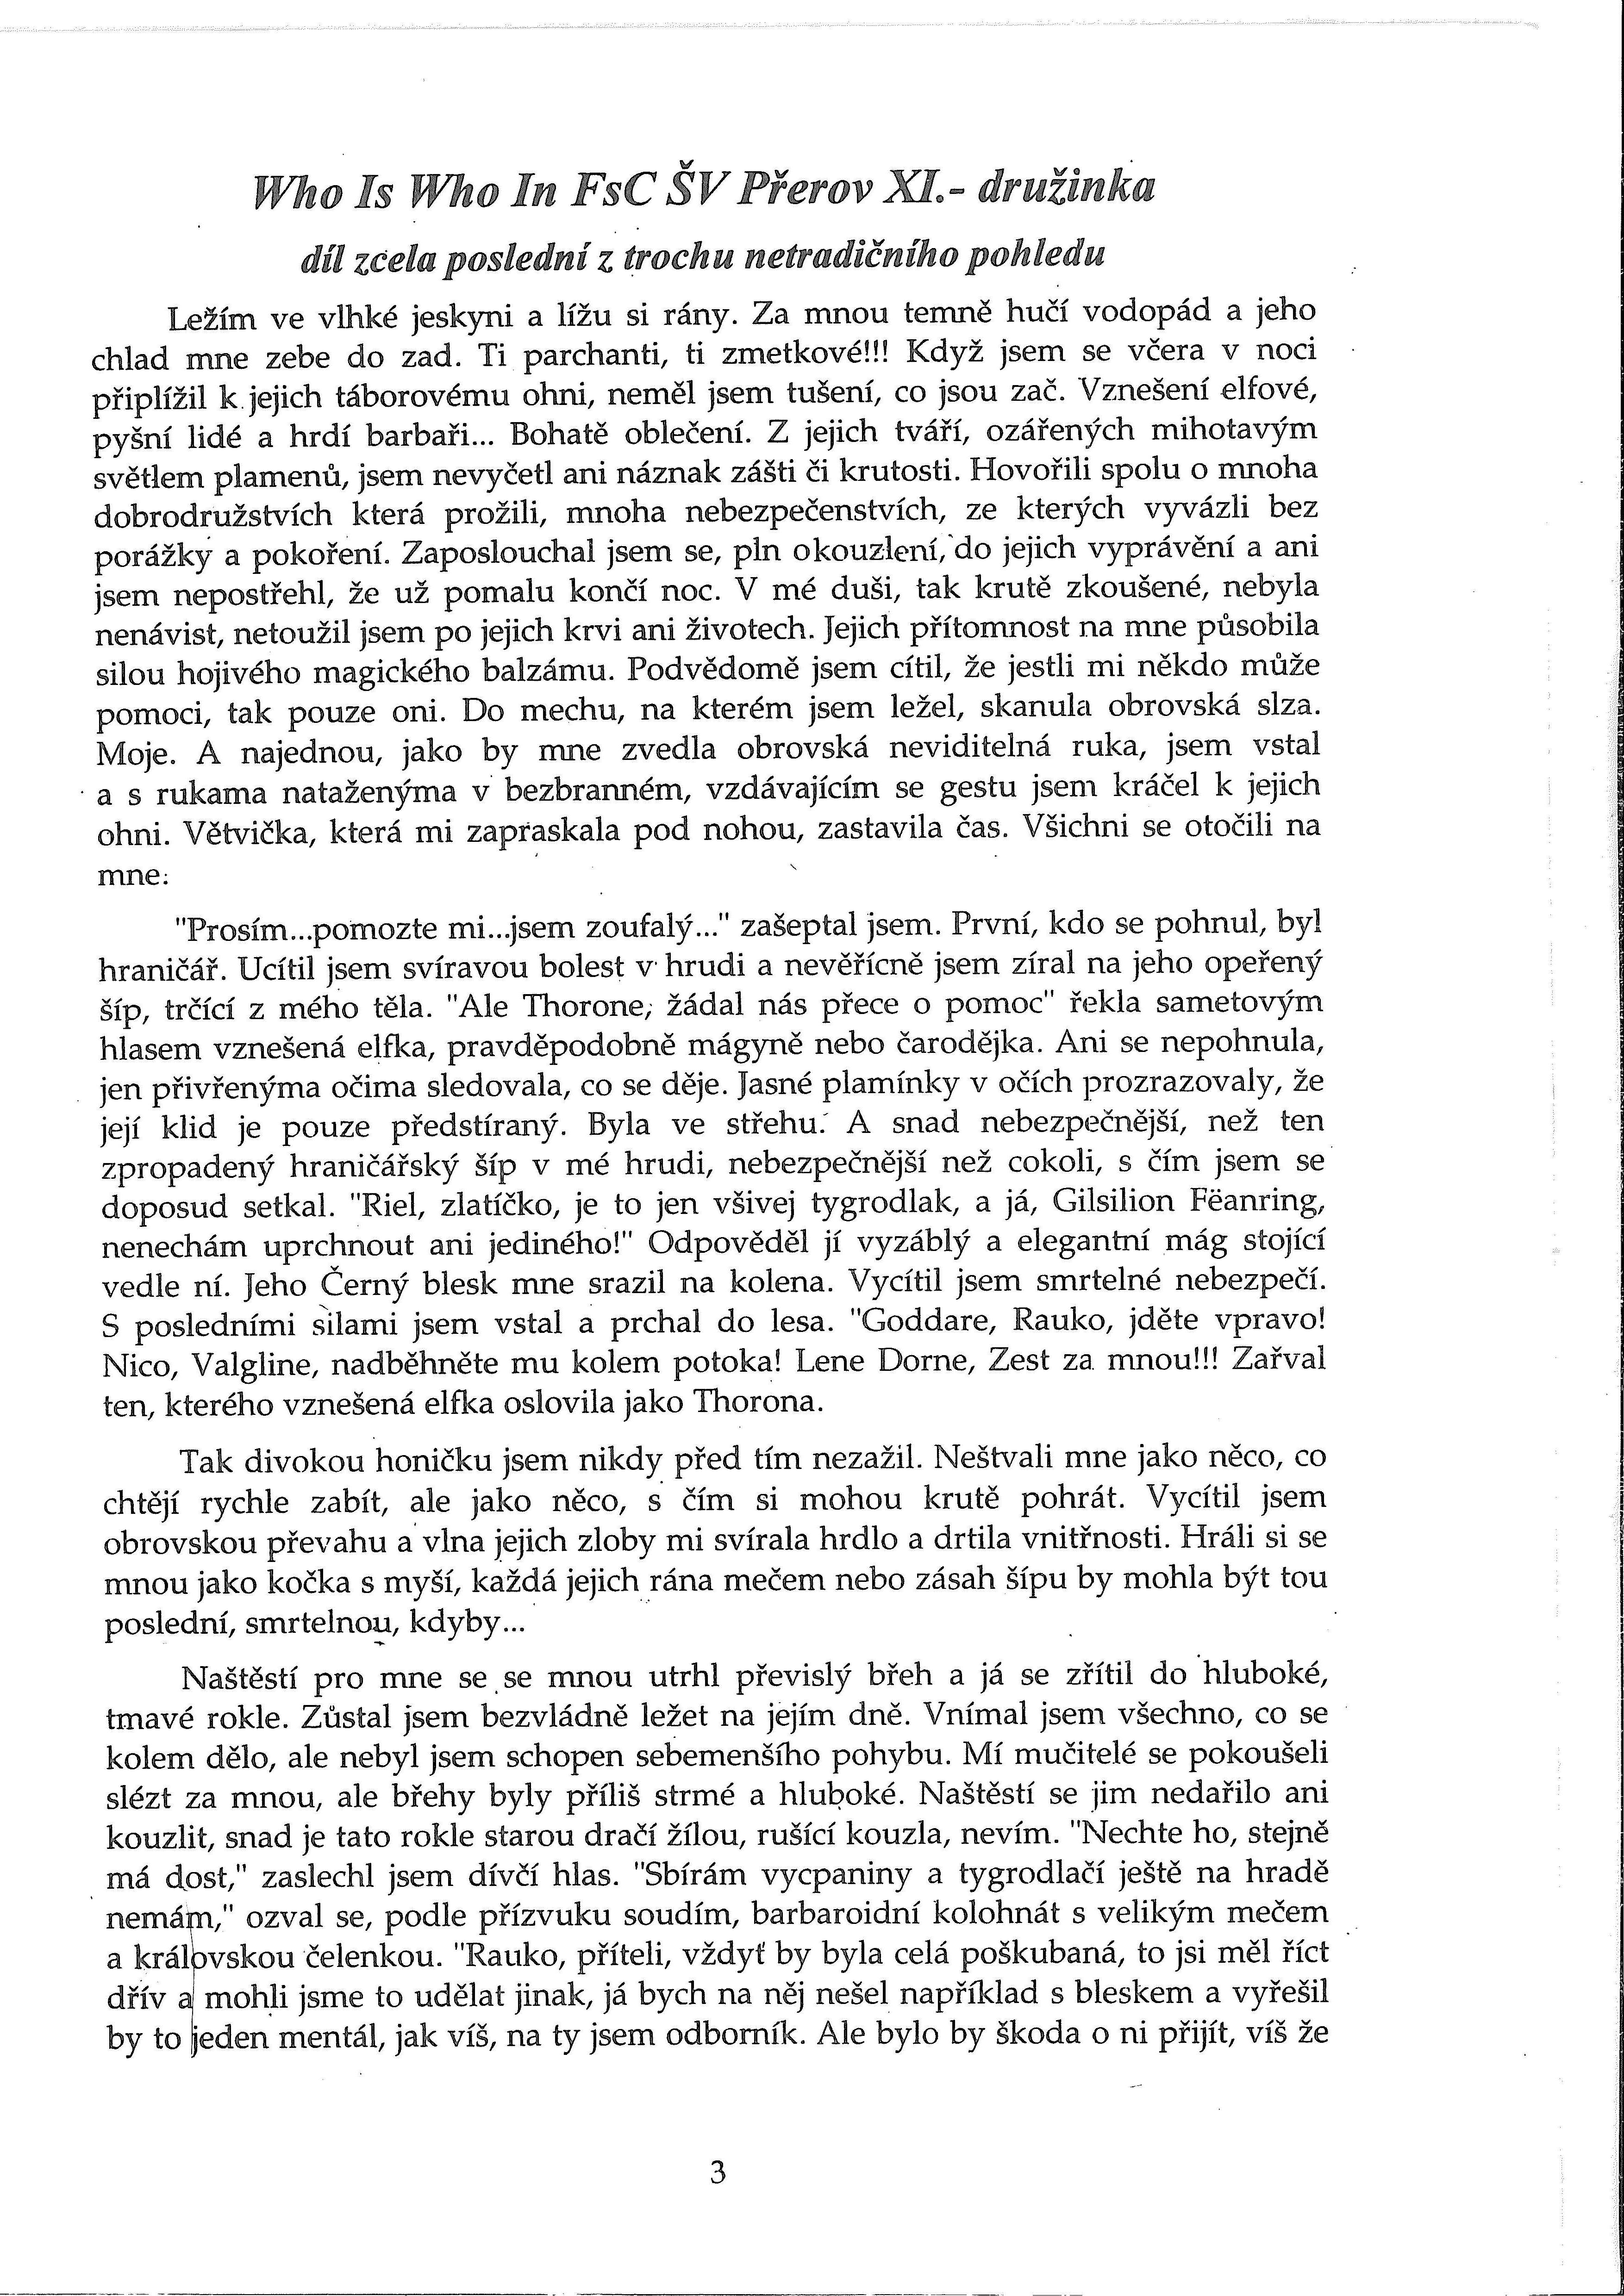 Who Is Who In FsC ŠV Přerov XI.- družinka
díl zcela poslední z trochu netradičního pohledu
Ležím ve vlhké jeskyni a lížu si rány. Za mnou temně hučí vodopád a jeho
chlad mne zebe do zad. Ti parchanti, ti zmetkové!!! Když jsem se včera v noci
připlížil k jejich táborovému ohni, neměl jsem tušení, co jsou zač. Vznešení elfové,
pyšní lidé a hrdí barbaři... Bohatě oblečení. Z jejich tváří, ozářených mihotavým
světlem plamenů, jsem nevyčetl ani náznak zášti či krutosti. Hovořili spolu o mnoha
dobrodružstvích která prožili, mnoha nebezpečenstvích, ze kterých vyvázli bez
porážky a pokoření. Zaposlouchal jsem se, pln okouzlení, do jejich vyprávění a ani
jsem nepostřehl, že už pomalu končí noc. V mé duši, tak krutě zkoušené, nebyla
nenávist, netoužil jsem po jejich krvi ani životech. Jejich přítomnost na mne působila
silou hojivého magického balzámu. Podvědomě jsem cítil, že jestli mi někdo může
pomoci, tak pouze oni. Do mechu, na kterém jsem ležel, skanula obrovská slza.
Moje. A najednou, jako by mne zvedla obrovská neviditelná ruka, jsem vstal
a s rukama nataženýma v bezbranném, vzdávajícím se gestu jsem kráčel k jejich
ohni. Větvička, která mi zapraskala pod nohou, zastavila čas. Všichni se otočili na
mne:
"Prosím...pomozte mi...jsem zoufalý..." zašeptal jsem. První, kdo se pohnul, byl
hraničář. Ucítil jsem svíravou bolest v hrudi a nevěřícně jsem zíral na jeho opeřený
šíp, trčící z mého těla. "Ale Thorone, žádal nás přece o pomoc" řekla sametovým
hlasem vznešená elfka, pravděpodobně mágyně nebo čarodějka. Ani se nepohnula,
jen přivřenýma očima sledovala, co se děje. Jasné plamínky v očích prozrazovaly, že
její klid je pouze předstíraný. Byla ve střehu. A snad nebezpečnější, než ten
zpropadený hraničářský šíp v mé hrudi, nebezpečnější než cokoli, s čím jsem se
doposud setkal. "Riel, zlatíčko, je to jen všivej tygrodlak, a já, Gilsilion Fëanring,
nenechám uprchnout ani jediného!" Odpověděl jí vyzáblý a elegantní mág stojící
vedle ní. Jeho Černý blesk mne srazil na kolena. Vycítil jsem smrtelné nebezpečí.
S posledními silami jsem vstal a prchal do lesa. "Goddare, Rauko, jděte vpravo!
Nico, Valgline, nadběhněte mu kolem potoka! Lene Dorne, Zest za mnou!!! Zařval
ten, kterého vznešená elfka oslovila jako Thorona.
Tak divokou honičku jsem nikdy před tím nezažil. Neštvali mne jako něco, co
chtějí rychle zabít, ale jako něco, s čím si mohou krutě pohrát. Vycítil jsem
obrovskou převahu a vlna jejich zloby mi svírala hrdlo a drtila vnitřnosti. Hráli si se
mnou jako kočka s myší, každá jejich rána mečem nebo zásah šípu by mohla být tou
poslední, smrtelnou, kdyby...
Naštěstí pro mne se se mnou utrhl převislý břeh a já se zřítil do hluboké,
tmavé rokle. Zůstal jsem bezvládně ležet na jejím dně. Vnímal jsem všechno, co se
kolem dělo, ale nebyl jsem schopen sebemenšího pohybu. Mí mučitelé se pokoušeli
slézt za mnou, ale břehy byly příliš strmé a hluboké. Naštěstí se jim nedařilo ani
kouzlit, snad je tato rokle starou dračí žílou, rušící kouzla, nevím. "Nechte ho, stejně
má dost," zaslechl jsem dívčí hlas. "Sbírám vycpaniny a tygrodlačí ještě na hradě
nemám," ozval se, podle přízvuku soudím, barbaroidní kolohnát s velikým mečem
a královskou čelenkou. "Rauko, příteli, vždyť by byla celá poškubaná, to jsi měl říct
dřív a mohli jsme to udělat jinak, já bych na něj nešel například s bleskem a vyřešil
by to jeden mentál, jak víš, na ty jsem odborník. Ale bylo by škoda o ni přijít, víš že
3